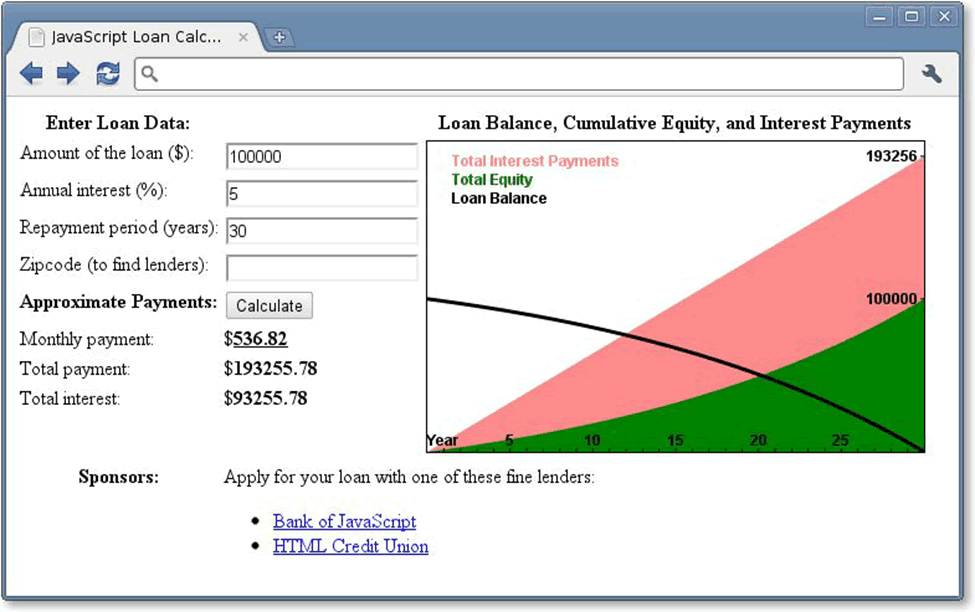 JavaScript Loan Calc...
Enter Loan Data:
Amount of the loan ($):
100000
Annual interest (%):
5
Repayment period (years):
30
Zipcode (to find lenders):
Approximate Payments:
Calculate
Monthly payment:
$536.82
Total payment:
$193255.78
Total interest:
$93255.78
Loan Balance, Cumulative Equity, and Interest Payments
Total Interest Payments
Total Equity
Loan Balance
193256
100000
Year 5 10 15 20 25
Sponsors:
Apply for your loan with one of these fine lenders:
Bank of JavaScript
HTML Credit Union